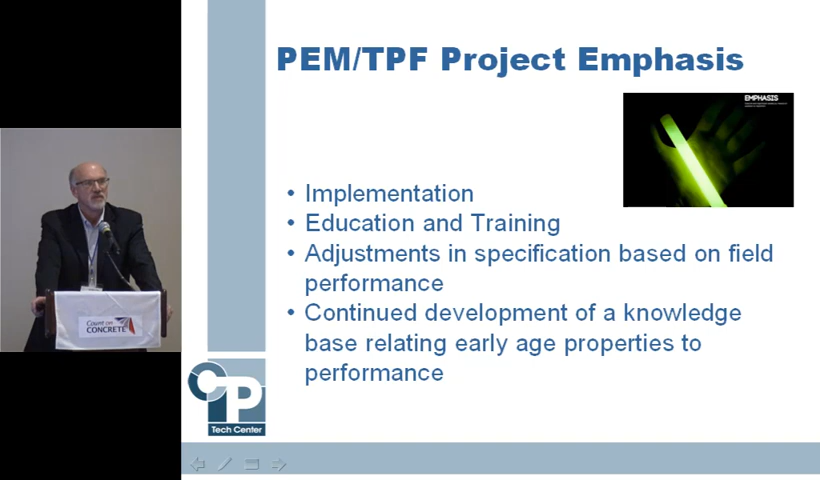 PEM/TPF Project Emphasis
EMPHASIS
• Implementation
• Education and Training
• Adjustments in specification based on field
performance
• Continued development of a knowledge
base relating early age properties to
performance
Count on
CONCRETE
CP
Tech Center